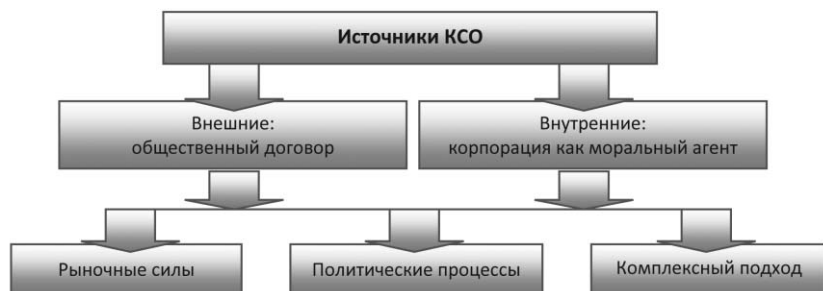 Источники КСО
Внешние:
общественный договор
Внутренние:
корпорация как моральный агент
Рыночные силы
Политические процессы
Комплексный подход